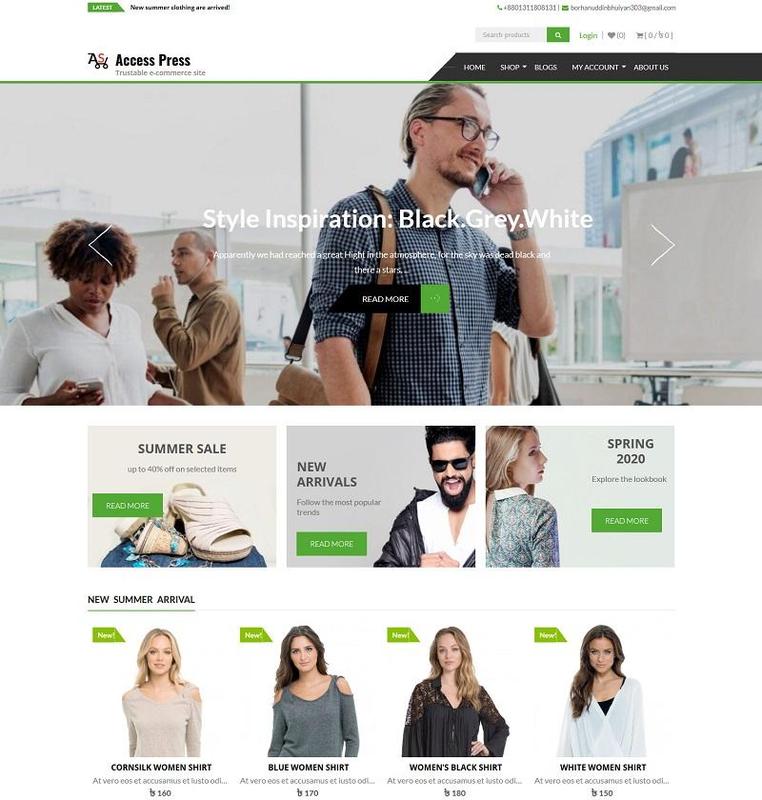 LATEST New summer clothing are arrived!
+8801311808131 | borhanuddinbhuiyan303@gmail.com
Search products Login | (0) [ 0 / ৳ 0 ]
AS Access Press
Trustable e-commerce site
HOME SHOP BLOGS MY ACCOUNT ABOUT US
Style Inspiration: Black.Grey.White
Apparently we had reached a great Hight in the atmosphere, for the sky was dead black and
there a stars.
READ MORE
SUMMER SALE
up to 40% off on selected items
READ MORE
NEW
ARRIVALS
Follow the most popular
trends
READ MORE
SPRING
2020
Explore the lookbook
READ MORE
NEW SUMMER ARRIVAL
New! New! New! New!
CORNSILK WOMEN SHIRT BLUE WOMEN SHIRT WOMEN'S BLACK SHIRT WHITE WOMEN SHIRT
At vero eos et accusamus et iusto odi... At vero eos et accusamus et iusto odi... At vero eos et accusamus et iusto odi... At vero eos et accusamus et iusto odi...
৳ 160 ৳ 170 ৳ 180 ৳ 150